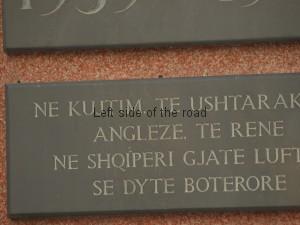 NE KUJTIM TE USHTARAK
Left side of the road
ANGLEZE, TE RENE
NE SHQIPERI GJATE LUFT
SE DYTE BOTERORE